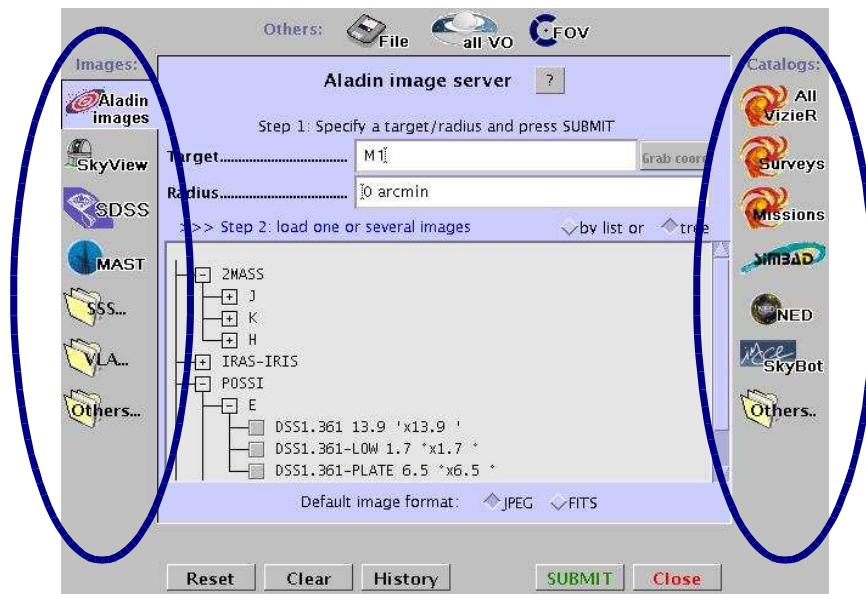 Others: File all VO FOV
Images:
Aladin images
SkyView
SDSS
MAST
SSS...
VLA...
Others...
Aladin image server ?
Step 1: Specify a target/radius and press SUBMIT
Target................................ M1 Grab coord
Radius................................ 0 arcmin
>>> Step 2: load one or several images by list or tree
2MASS
J
K
H
IRAS-IRIS
POSSI
E
DSS1.361 13.9 'x13.9 '
DSS1.361-LOW 1.7 °x1.7 °
DSS1.361-PLATE 6.5 °x6.5 °
Default image format: JPEG FITS
Catalogs:
All VizieR
Surveys
Missions
SIMBAD
NED
SkyBot
Others..
Reset Clear History SUBMIT Close